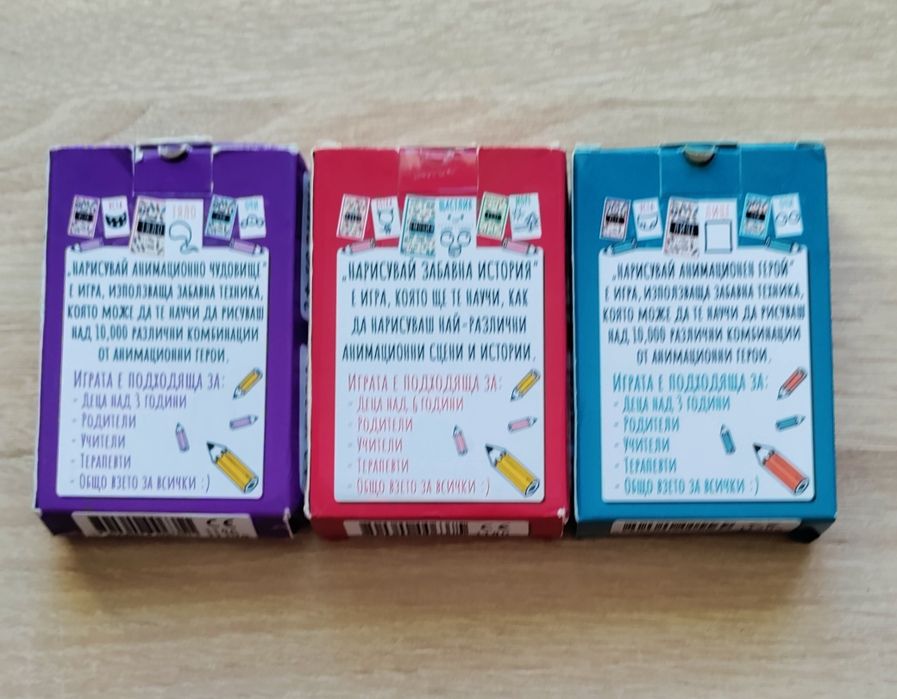 ТЯЛО
„НАРИСУВАЙ АНИМАЦИОННО ЧУДОВИЩЕ"
Е ИГРА, ИЗПОЛЗВАЩА ЗАБАВНА ТЕХНИКА,
КОЯТО МОЖЕ ДА ТЕ НАУЧИ ДА РИСУВАШ
НАД 10,000 РАЗЛИЧНИ КОМБИНАЦИИ
ОТ АНИМАЦИОННИ ГЕРОИ.
ИГРАТА Е ПОДХОДЯЩА ЗА:
- ДЕЦА НАД 3 ГОДИНИ
- РОДИТЕЛИ
- УЧИТЕЛИ
- ТЕРАПЕВТИ
- ОБЩО ВЗЕТО ЗА ВСИЧКИ :)
ЩАСТЛИВ
„НАРИСУВАЙ ЗАБАВНА ИСТОРИЯ"
Е ИГРА, КОЯТО ЩЕ ТЕ НАУЧИ, КАК
ДА НАРИСУВАШ НАЙ-РАЗЛИЧНИ
АНИМАЦИОННИ СЦЕНИ И ИСТОРИИ.
ИГРАТА Е ПОДХОДЯЩА ЗА:
- ДЕЦА НАД 6 ГОДИНИ
- РОДИТЕЛИ
- УЧИТЕЛИ
- ТЕРАПЕВТИ
- ОБЩО ВЗЕТО ЗА ВСИЧКИ :)
ЛИЦЕ
„НАРИСУВАЙ АНИМАЦИОНЕН ГЕРОЙ"
Е ИГРА, ИЗПОЛЗВАЩА ЗАБАВНА ТЕХНИКА,
КОЯТО МОЖЕ ДА ТЕ НАУЧИ ДА РИСУВАШ
НАД 10,000 РАЗЛИЧНИ КОМБИНАЦИИ
ОТ АНИМАЦИОННИ ГЕРОИ.
ИГРАТА Е ПОДХОДЯЩА ЗА:
- ДЕЦА НАД 3 ГОДИНИ
- РОДИТЕЛИ
- УЧИТЕЛИ
- ТЕРАПЕВТИ
- ОБЩО ВЗЕТО ЗА ВСИЧКИ :)